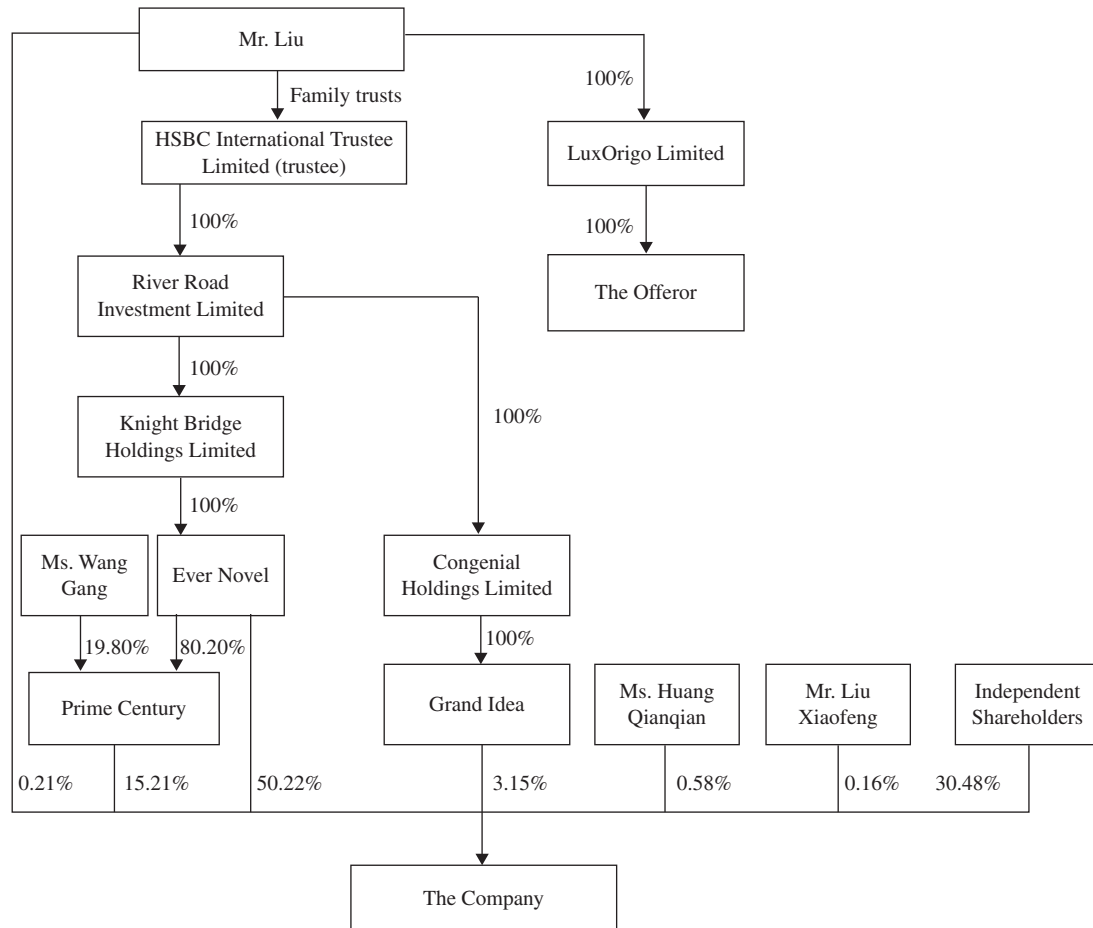 Mr. Liu
Family trusts
100%
HSBC International Trustee
Limited (trustee)
LuxOrigo Limited
100%
100%
River Road
Investment Limited
The Offeror
100%
Knight Bridge
Holdings Limited
100%
100%
Ms. Wang
Gang
Ever Novel
Congenial
Holdings Limited
19.80%
80.20%
100%
Prime Century
Grand Idea
Ms. Huang
Qianqian
Mr. Liu
Xiaofeng
Independent
Shareholders
0.21%
15.21%
50.22%
3.15%
0.58%
0.16%
30.48%
The Company